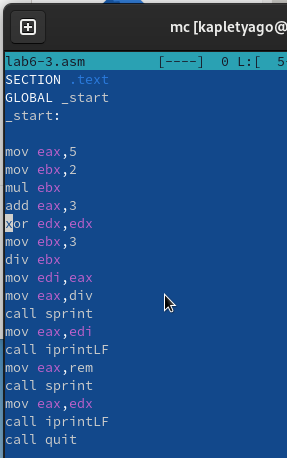 mc [kapletyago@
lab6-3.asm [----] 0 L:[ 5
SECTION .text
GLOBAL _start
_start:
mov eax,5
mov ebx,2
mul ebx
add eax,3
xor edx,edx
mov ebx,3
div ebx
mov edi,eax
mov eax,div
call sprint
mov eax,edi
call iprintLF
mov eax,rem
call sprint
mov eax,edx
call iprintLF
call quit